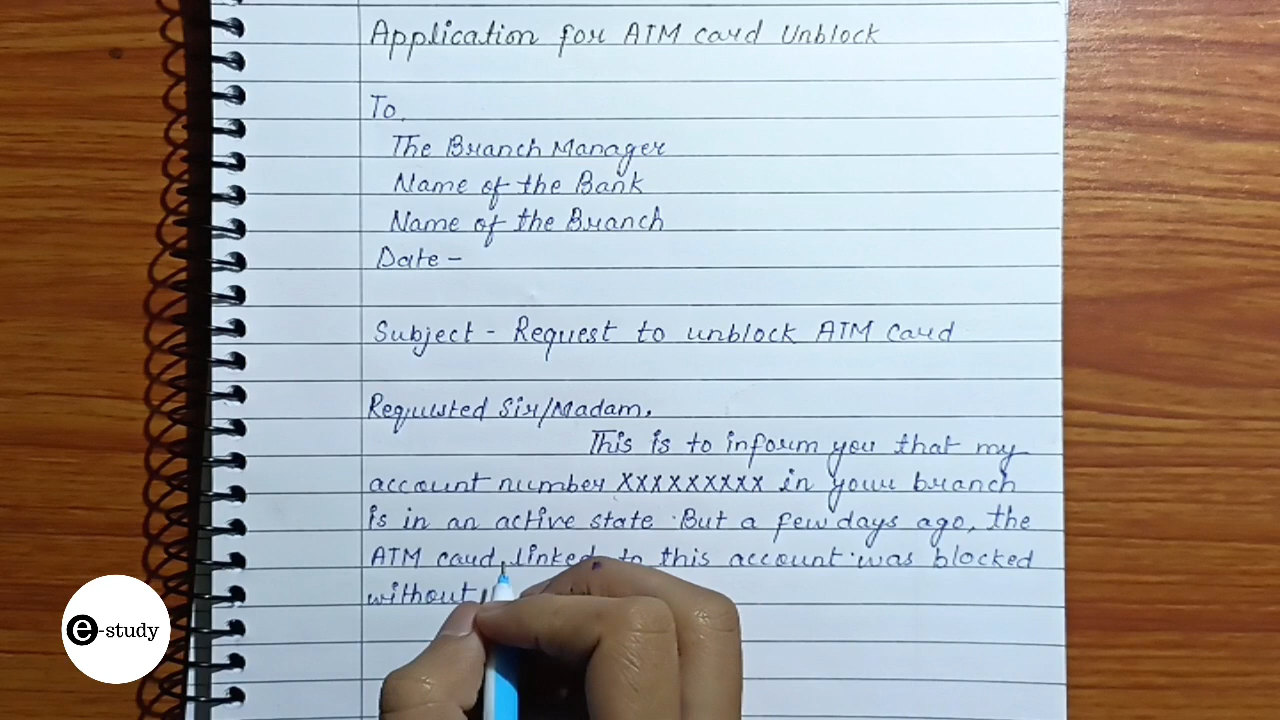 Application for ATM card Unblock
To,
The Branch Manager
Name of the Bank
Name of the Branch
Date -
Subject - Request to unblock ATM Card
Requested Sir/Madam,
This is to inform you that my
account number XXXXXXXXX in your branch
is in an active state. But a few days ago, the
ATM card linked to this account was blocked
without
e-study